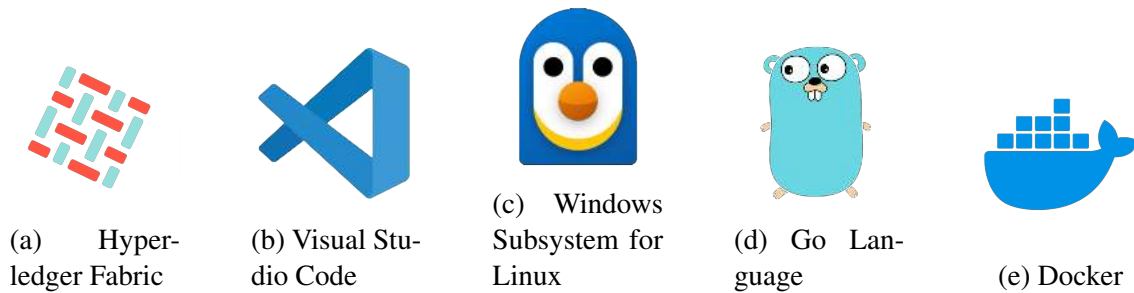 (a) Hyper-
ledger Fabric
(b) Visual Stu-
dio Code
(c) Windows
Subsystem for
Linux
(d) Go Lan-
guage
(e) Docker